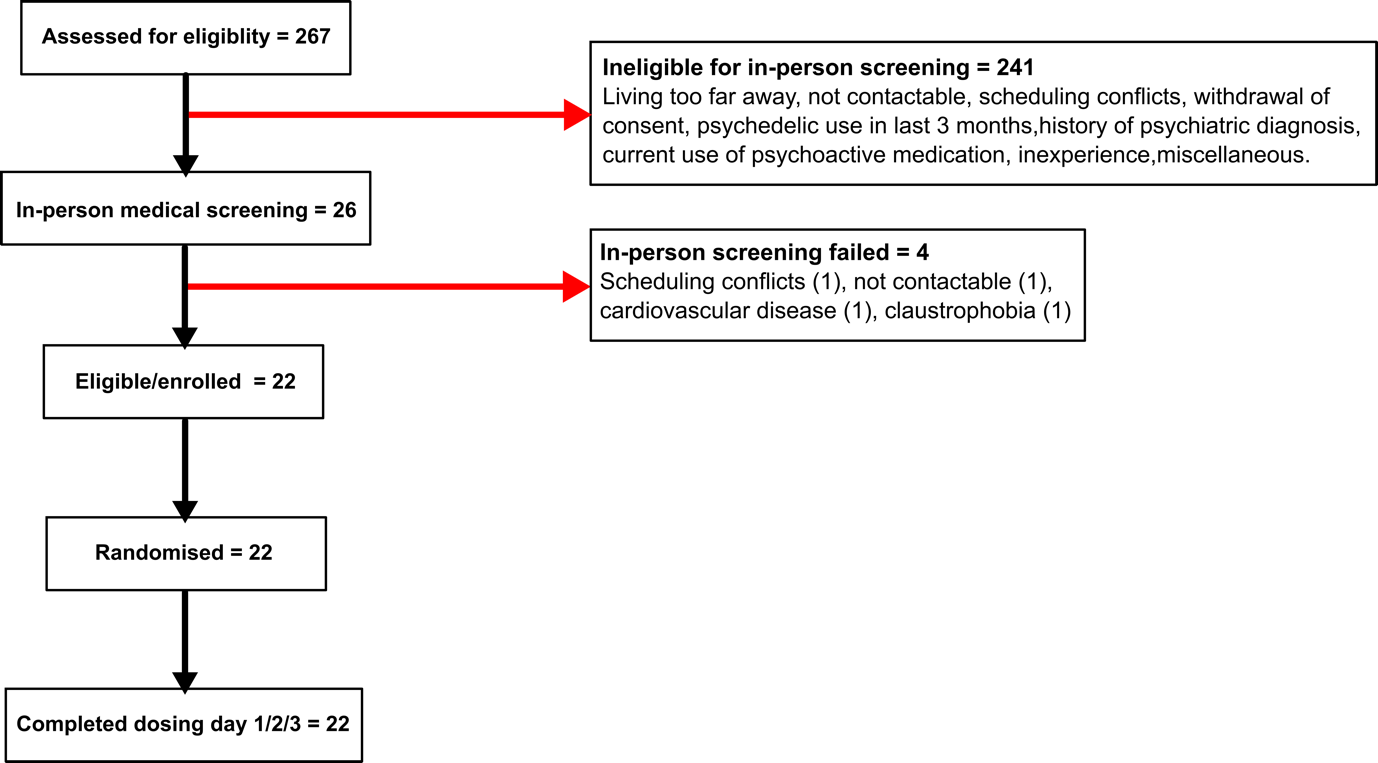 Assessed for eligiblity = 267
Ineligible for in-person screening = 241
Living too far away, not contactable, scheduling conflicts, withdrawal of
consent, psychedelic use in last 3 months,history of psychiatric diagnosis,
current use of psychoactive medication, inexperience,miscellaneous.
In-person medical screening = 26
In-person screening failed = 4
Scheduling conflicts (1), not contactable (1),
cardiovascular disease (1), claustrophobia (1)
Eligible/enrolled = 22
Randomised = 22
Completed dosing day 1/2/3 = 22